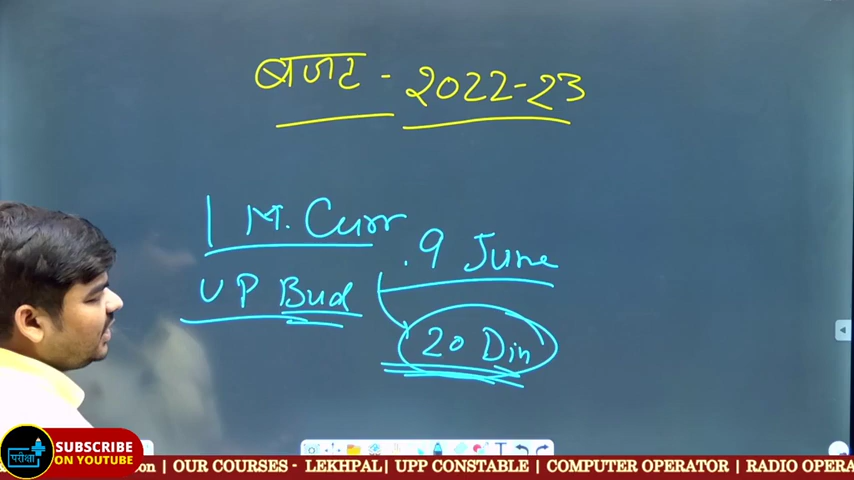 बजट - 2022-23
1 M. Curr
. 9 June
UP Bud
20 Din
परीक्षा
SUBSCRIBE
ON YOUTUBE
on | OUR COURSES - LEKHPAL| UPP CONSTABLE | COMPUTER OPERATOR | RADIO OPERA